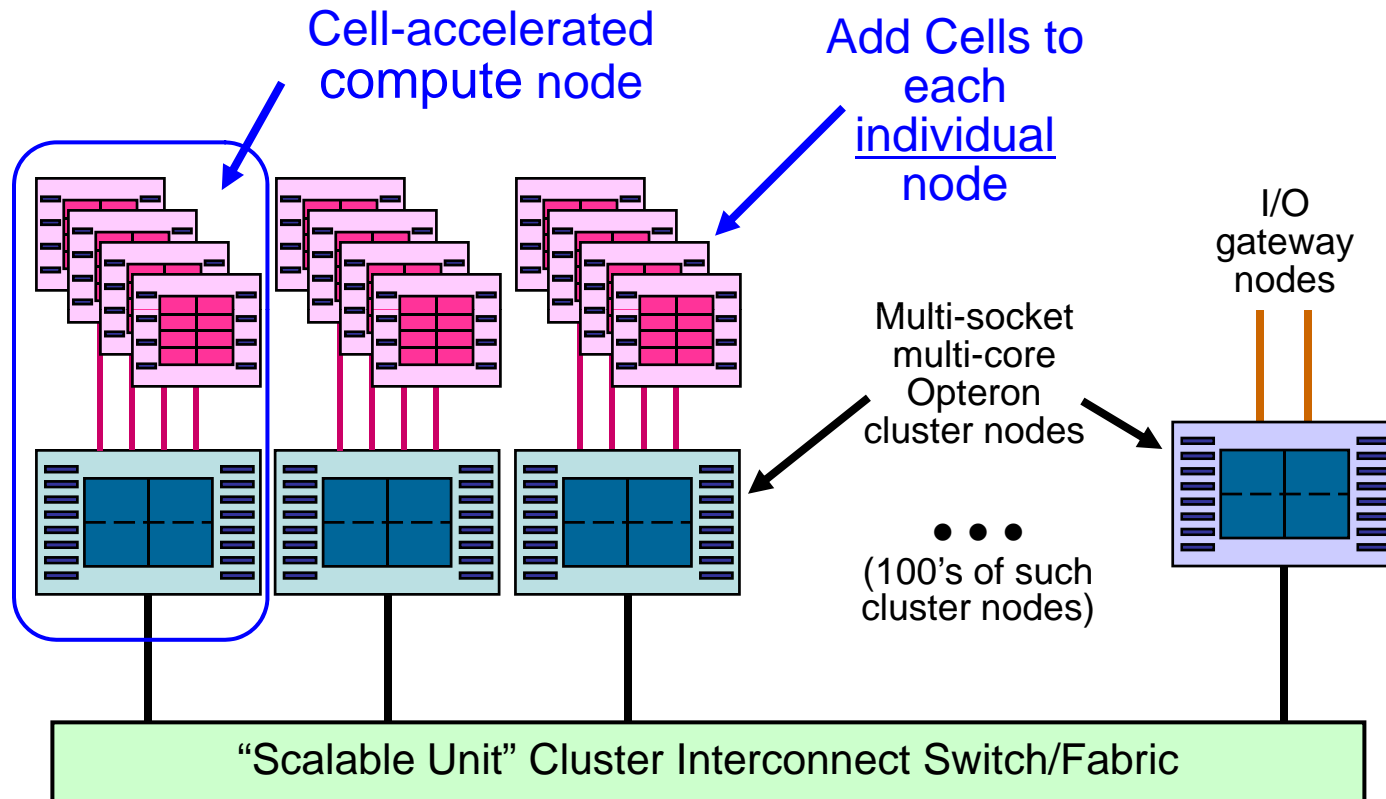 Cell-accelerated
compute node
Add Cells to
each
individual
node
I/O
gateway
nodes
Multi-socket
multi-core
Opteron
cluster nodes
• • •
(100’s of such
cluster nodes)
“Scalable Unit” Cluster Interconnect Switch/Fabric